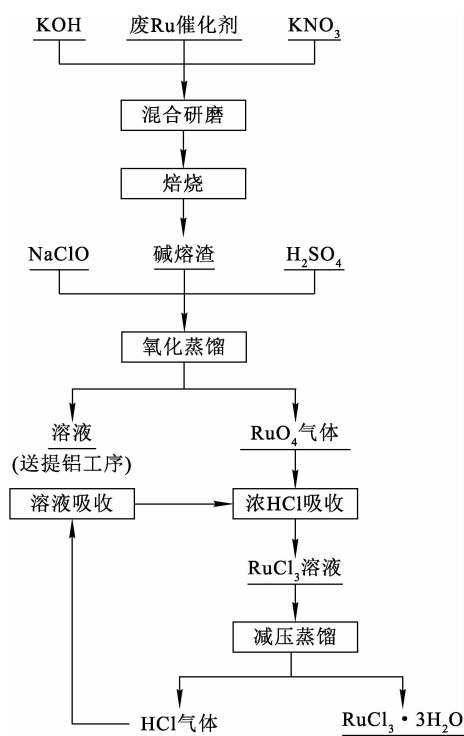 KOH 废Ru催化剂 KNO₃
混合研磨
焙烧
NaClO 碱熔渣 H₂SO₄
氧化蒸馏
溶液 RuO₄气体
(送提铝工序)
溶液吸收 浓HCl吸收
RuCl₃溶液
减压蒸馏
HCl气体 RuCl₃·3H₂O